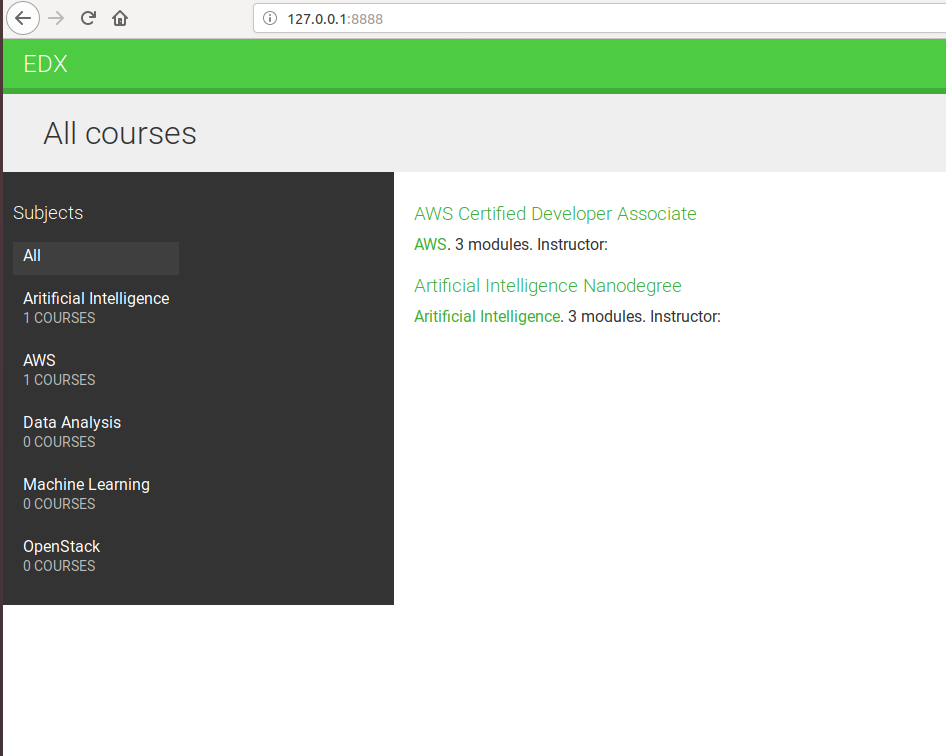 127.0.0.1:8888
EDX
All courses
Subjects
All
Aritificial Intelligence
1 COURSES
AWS
1 COURSES
Data Analysis
0 COURSES
Machine Learning
0 COURSES
OpenStack
0 COURSES
AWS Certified Developer Associate
AWS. 3 modules. Instructor:
Artificial Intelligence Nanodegree
Aritificial Intelligence. 3 modules. Instructor: